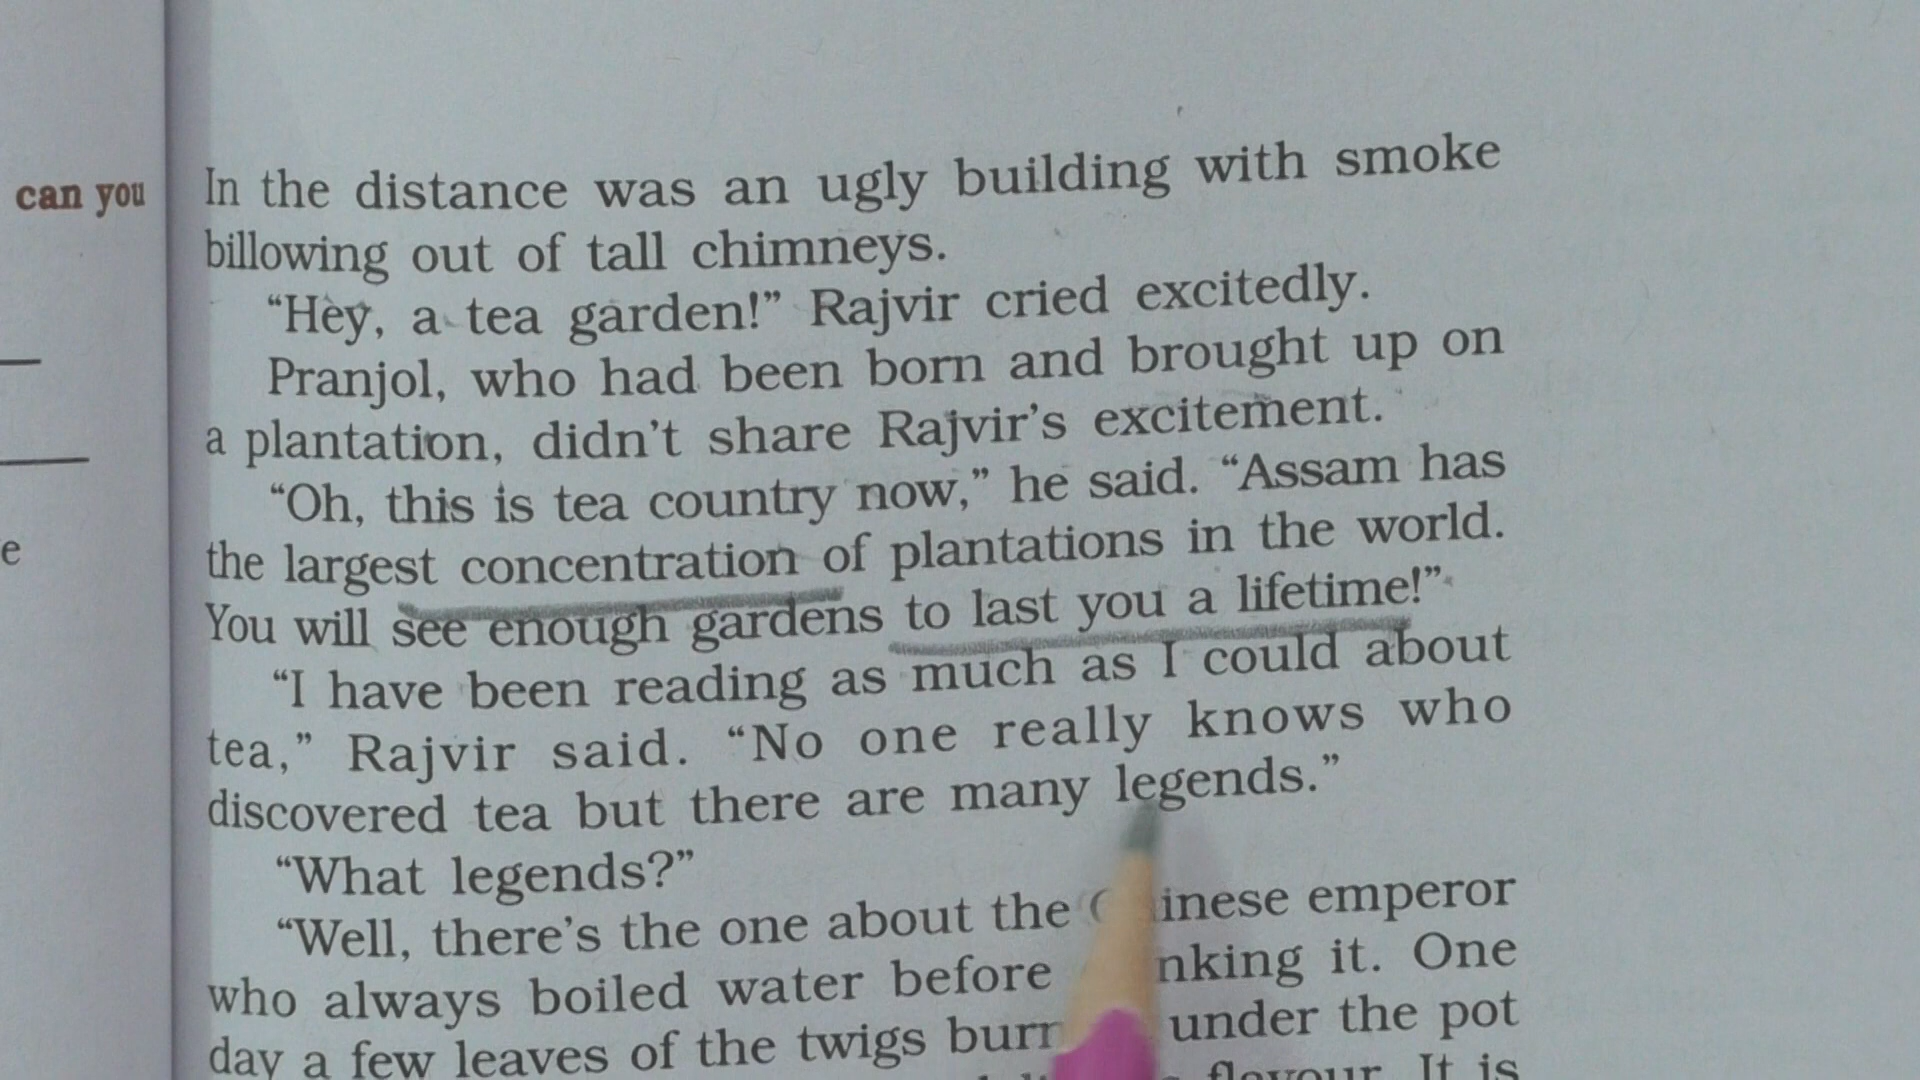 can you
e
In the distance was an ugly building with smoke
billowing out of tall chimneys.
“Hey, a tea garden!” Rajvir cried excitedly.
Pranjol, who had been born and brought up on
a plantation, didn’t share Rajvir’s excitement.
“Oh, this is tea country now,” he said. “Assam has
the largest concentration of plantations in the world.
You will see enough gardens to last you a lifetime!”
“I have been reading as much as I could about
tea,” Rajvir said. “No one really knows who
discovered tea but there are many legends.”
“What legends?”
“Well, there’s the one about the emperor
who always boiled water before it. One
day a few leaves of the twigs under the pot
flavour. It is